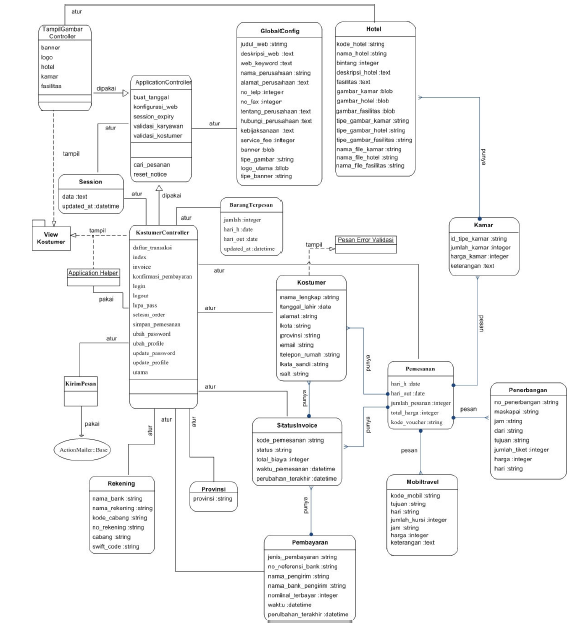 atur
TampilGambar
Controller
banner
logo
hotel
kamar
fasilitas
dipakai
ApplicationController
buat_tanggal
konfigurasi_web
session_expiry
validasi_karyawan
validasi_kostumer
cari_pesanan
reset_notice
atur
GlobalConfig
judul_web :string
deskripsi_web :text
web_keyword :text
nama_perusahaan :string
alamat_perusahaan :text
no_telp :integer
no_fax :integer
tentang_perusahaan :text
hubungi_perusahaan :text
kebijaksanaan :text
service_fee :integer
banner :blob
tipe_gambar :string
logo_utama :blob
tipe_banner :string
Hotel
kode_hotel :string
nama_hotel :string
bintang :integer
deskripsi_hotel :text
fasilitas :text
gambar_kamar :blob
gambar_hotel :blob
gambar_fasilitas :blob
tipe_gambar_kamar :string
tipe_gambar_hotel :string
tipe_gambar_fasilitas :string
nama_file_kamar :string
nama_file_hotel :string
nama_file_fasilitas :string
punya
tampil
atur
Session
data :text
updated_at :datetime
atur
dipakai
atur
BarangTerpesan
jumlah :integer
hari_h :date
hari_out :date
updated_at :datetime
Kamar
id_tipe_kamar :string
jumlah_kamar :integer
harga_kamar :integer
keterangan :text
View
Kostumer
tampil
KostumerController
daftar_transaksi
index
invoice
konfirmasi_pembayaran
login
logout
lupa_pass
setelan_order
simpan_pemesanan
ubah_password
ubah_profile
update_password
update_profile
utama
tampil
Pesan Error Validasi
Application Helper
pakai
atur
Kostumer
nama_lengkap :string
tanggal_lahir :date
alamat :string
kota :string
provinsi :string
email :string
telepon_rumah :string
kata_sandi :string
salt :string
atur
pesan
atur
punya
KirimPesan
pakai
ActionMailer::Base
atur
punya
Pemesanan
hari_h :date
hari_out :date
jumlah_pesanan :integer
total_harga :integer
kode_voucher :string
pesan
Penerbangan
no_penerbangan :string
maskapai :string
jam :string
dari :string
tujuan :string
jumlah_tiket :integer
harga :integer
hari :string
StatusInvoice
kode_pemesanan :string
status :string
total_biaya :integer
waktu_pemesanan :datetime
perubahan_terakhir :datetime
punya
pesan
atur
atur
atur
Rekening
nama_bank :string
nama_rekening :string
kode_cabang :string
no_rekening :string
cabang :string
swift_code :string
Provinsi
provinsi :string
punya
Mobiltravel
kode_mobil :string
tujuan :string
hari :string
jumlah_kursi :integer
jam :string
harga :integer
keterangan :text
Pembayaran
jenis_pembayaran :string
no_referensi_bank :string
nama_pengirim :string
nama_bank_pengirim :string
nominal_terbayar :integer
waktu :datetime
perubahan_terakhir :datetime